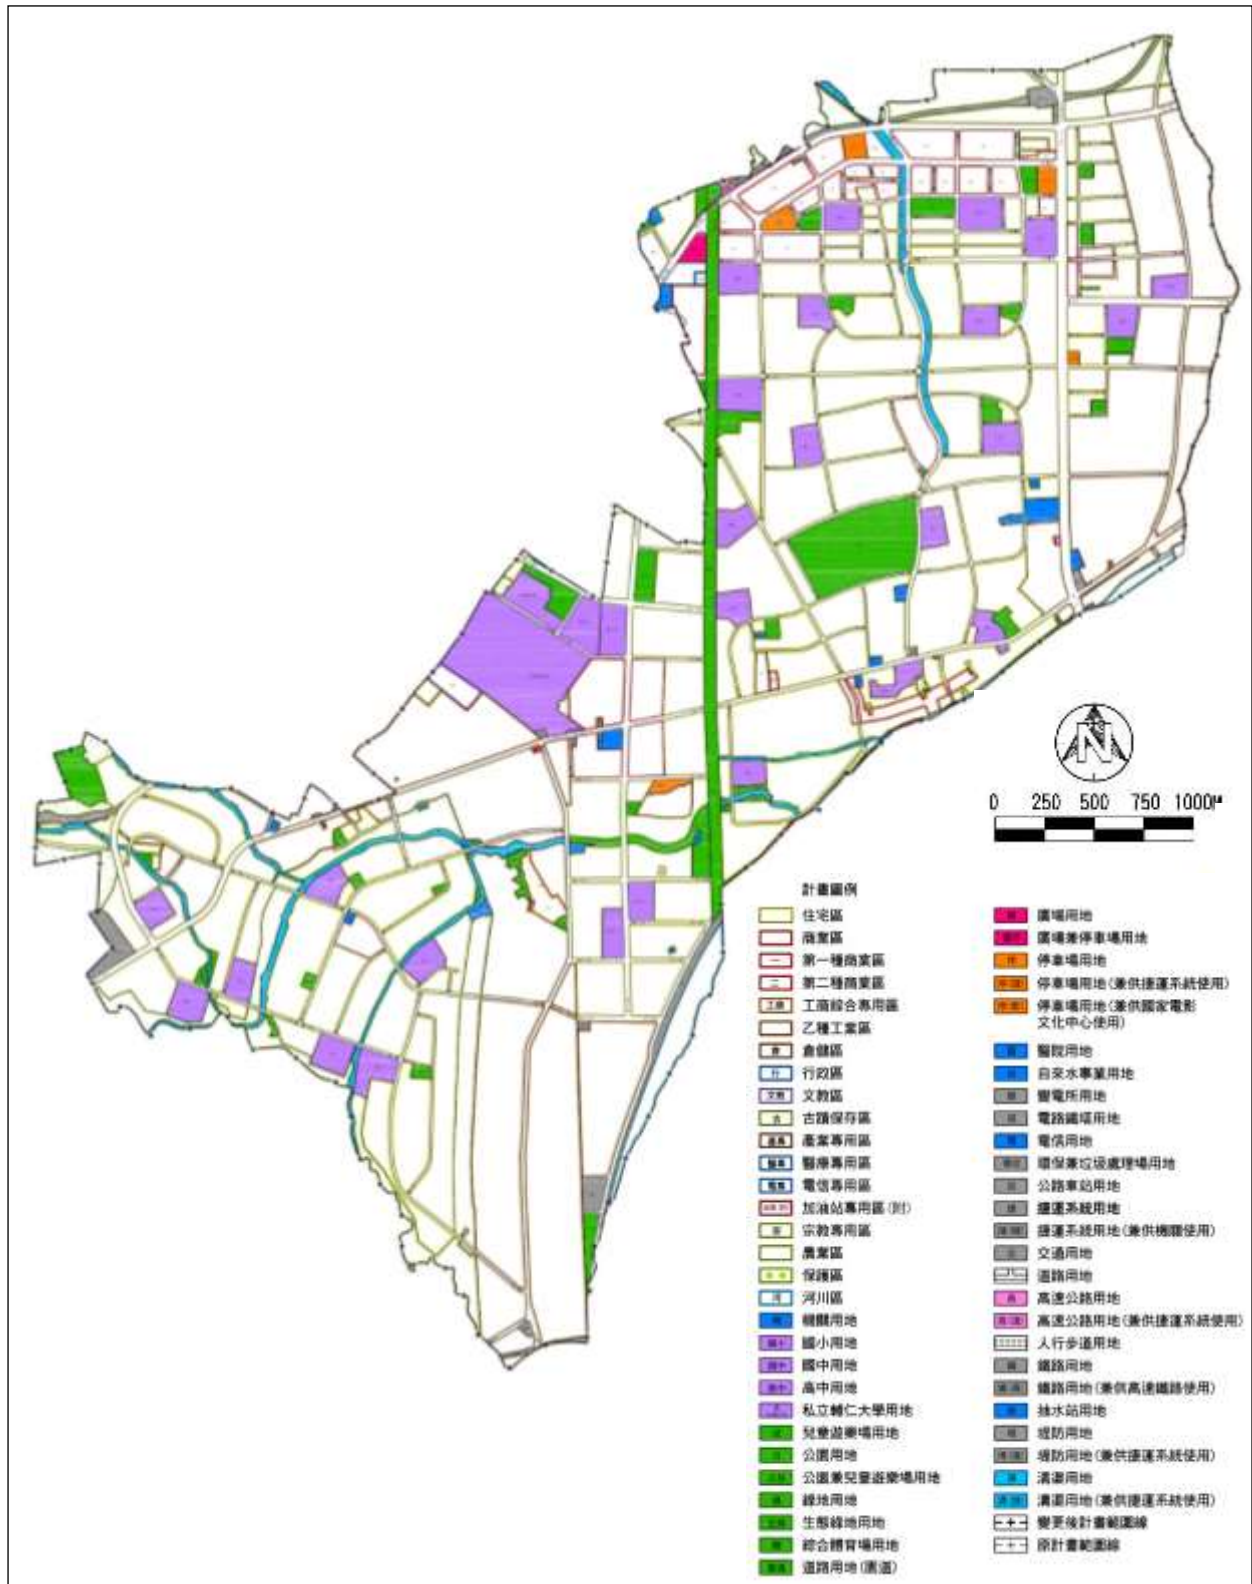 N
0 250 500 750 1000M
計畫圖例
住宅區
商業區
第一種商業區
第二種商業區
工商綜合專用區
乙種工業區
倉儲區
行政區
文教區
古蹟保存區
產業專用區
醫療專用區
電信專用區
加油站專用區(附)
宗教專用區
農業區
保護區
河川區
機關用地
國小用地
國中用地
高中用地
私立輔仁大學用地
兒童遊樂場用地
公園用地
公園兼兒童遊樂場用地
綠地用地
生態綠地用地
綜合體育場用地
道路用地(園道)
廣場用地
廣場兼停車場用地
停車場用地
停車場用地(兼供捷運系統使用)
停車場用地(兼供國家電影
文化中心使用)
醫院用地
自來水事業用地
變電所用地
電路鐵塔用地
電信用地
環保兼垃圾處理場用地
公路車站用地
捷運系統用地
捷運系統用地(兼供機關使用)
交通用地
道路用地
高速公路用地
高速公路用地(兼供捷運系統使用)
人行步道用地
鐵路用地
鐵路用地(兼供高速鐵路使用)
抽水站用地
堤防用地
堤防用地(兼供捷運系統使用)
溝渠用地
溝渠用地(兼供捷運系統使用)
變更後計畫範圍線
原計畫範圍線